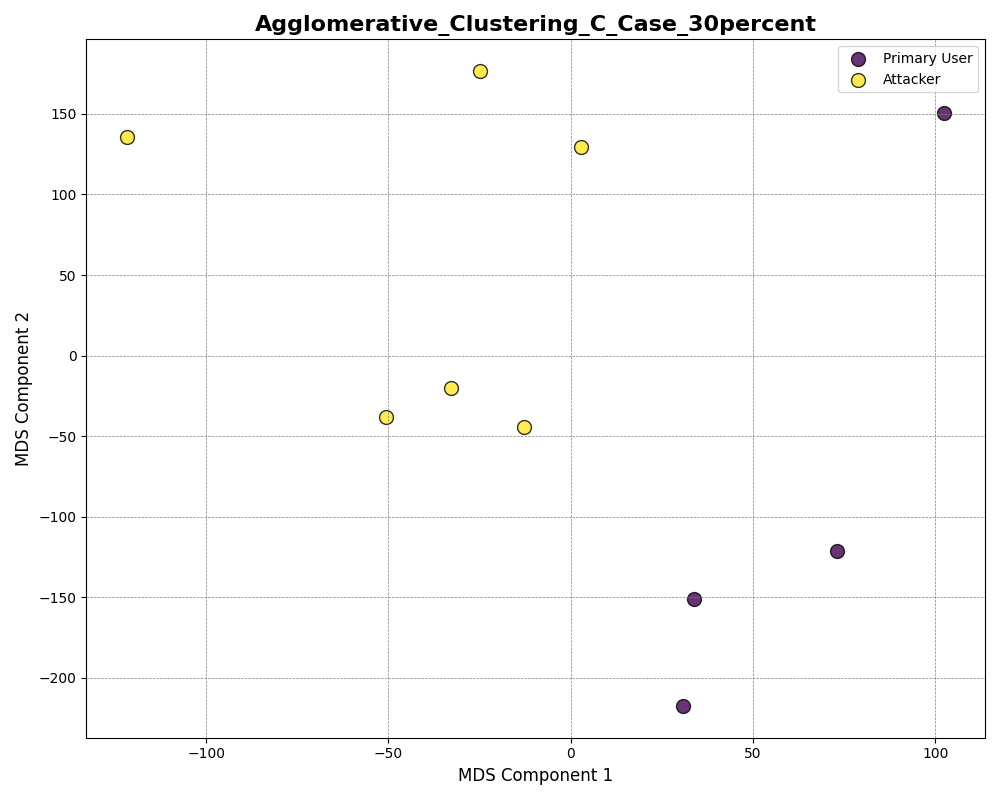 Agglomerative_Clustering_C_Case_30percent
Primary User
Attacker
150
100
50
0
−50
−100
−150
−200
MDS Component 2
−100
−50
0
50
100
MDS Component 1